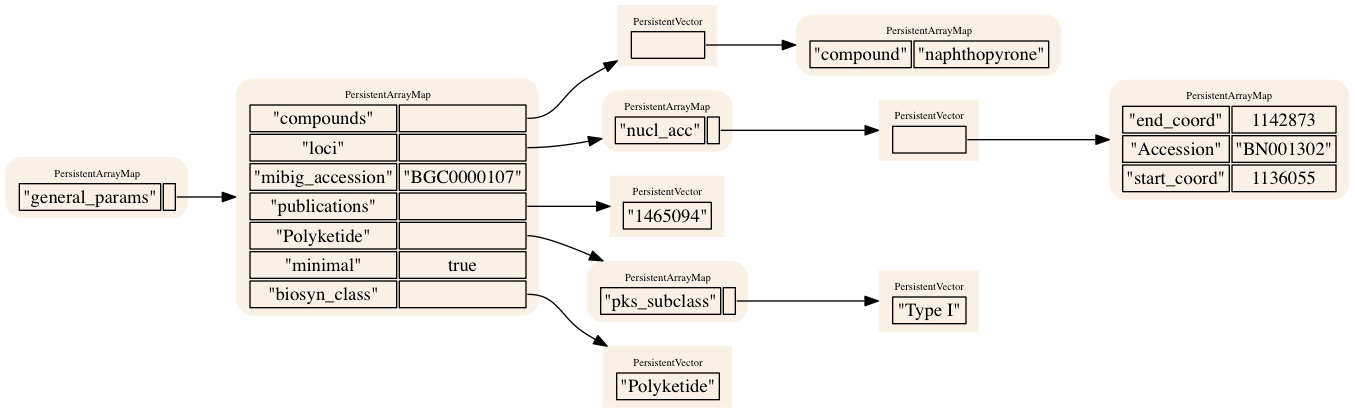 PersistentArrayMap
"general_params"
PersistentArrayMap
"compounds"
"loci"
"mibig_accession" "BGC0000107"
"publications"
"Polyketide"
"minimal" true
"biosyn_class"
PersistentVector
PersistentArrayMap
"compound" "naphthopyrone"
PersistentArrayMap
"nucl_acc"
PersistentVector
PersistentArrayMap
"end_coord" 1142873
"Accession" "BN001302"
"start_coord" 1136055
PersistentVector
"1465094"
PersistentArrayMap
"pks_subclass"
PersistentVector
"Type I"
PersistentVector
"Polyketide"